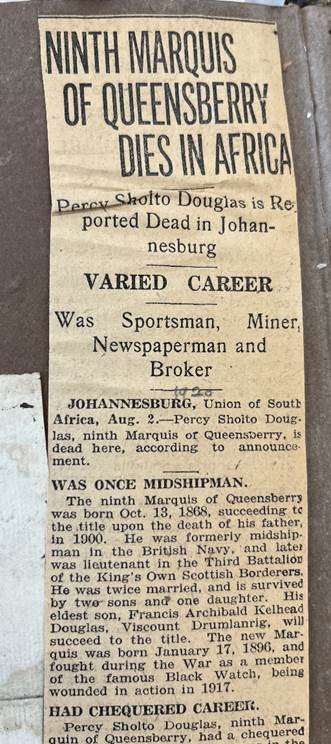 NINTH MARQUIS
OF QUEENSBERRY
DIES IN AFRICA
Percy Sholto Douglas is Re-
ported Dead in Johan-
nesburg
VARIED CAREER
Was Sportsman, Miner,
Newspaperman and
Broker
1920
JOHANNESBURG, Union of South
Africa, Aug. 2.—Percy Sholto Doug-
las, ninth Marquis of Queensberry, is
dead here, according to announce-
ment.
WAS ONCE MIDSHIPMAN.
The ninth Marquis of Queensberry
was born Oct. 13, 1868, succeeding to
the title upon the death of his father,
in 1900. He was formerly midship-
man in the British Navy, and later
was lieutenant in the Third Battalion
of the King's Own Scottish Borderers.
He was twice married, and is survived
by two sons and one daughter. His
eldest son, Francis Archibald Kelhead
Douglas, Viscount Drumlanrig, will
succeed to the title. The new Mar-
quis was born January 17, 1896, and
fought during the War as a member
of the famous Black Watch, being
wounded in action in 1917.
HAD CHEQUERED CAREER.
Percy Sholto Douglas, ninth Mar-
quis of Queensberry, had a chequered
in the